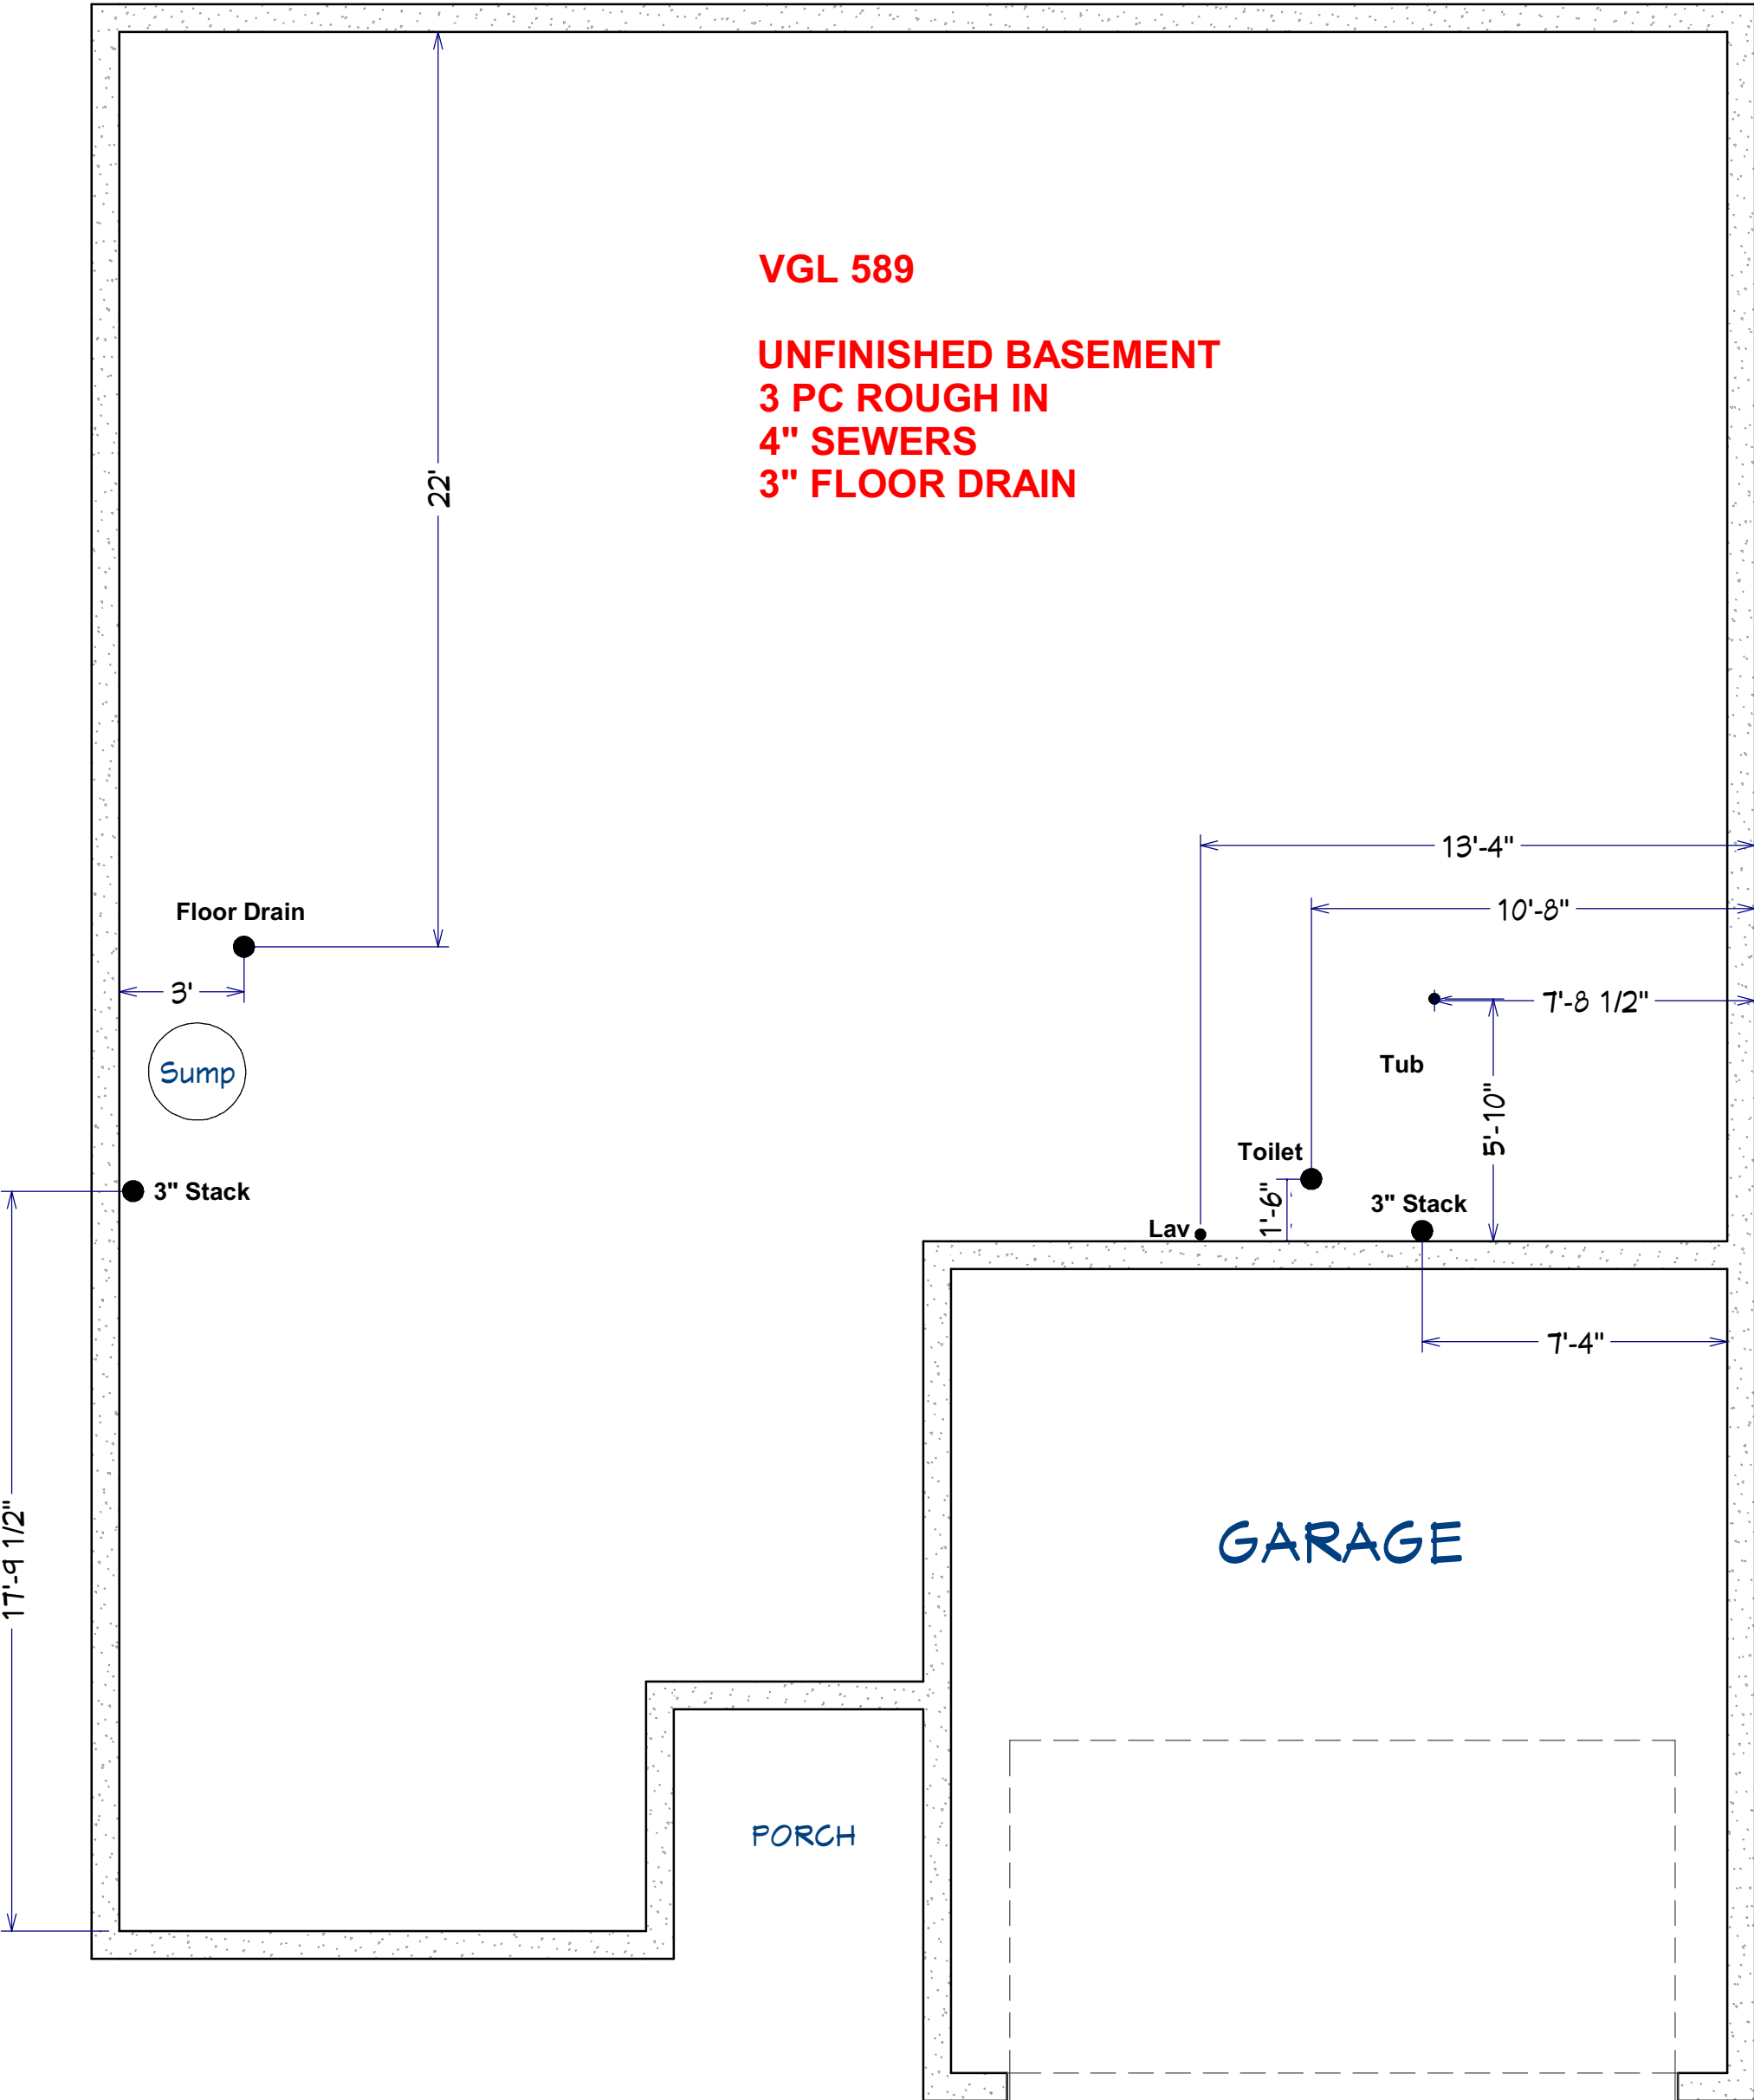 VGL 589
UNFINISHED BASEMENT
3 PC ROUGH IN
4" SEWERS
3" FLOOR DRAIN
22'
13'-4"
10'-8"
Floor Drain
3'
7'-8 1/2"
Sump
Tub
5'-10"
Toilet
1'-6"
3" Stack
3" Stack
Lav
7'-4"
17'-9 1/2"
GARAGE
PORCH